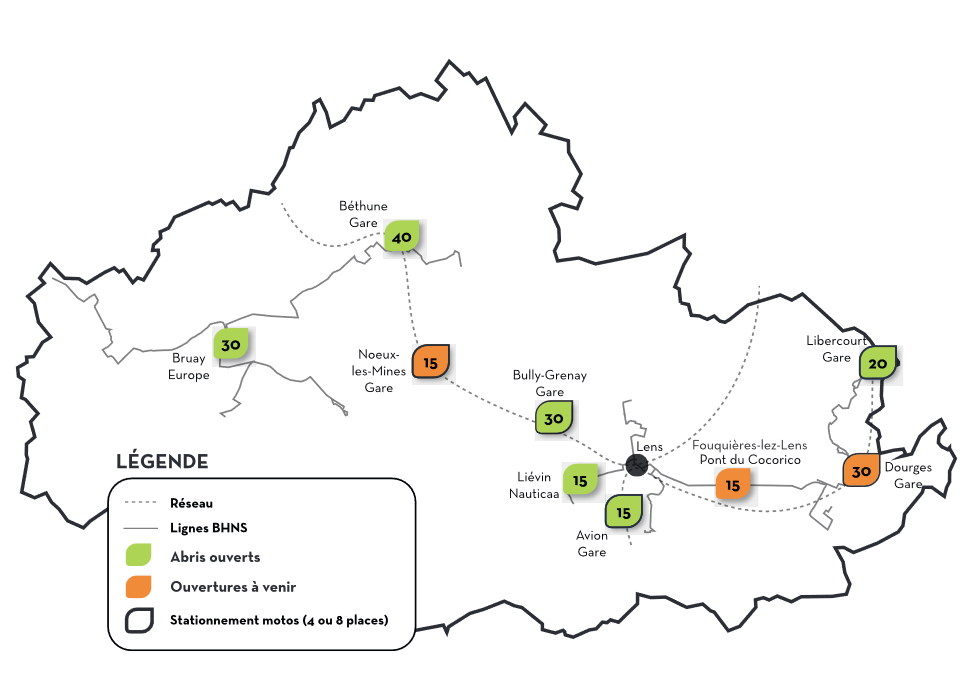 Béthune
Gare
40
Bruay
Europe
30
Noeux-
les-Mines
Gare
15
Bully-Grenay
Gare
30
Libercourt
Gare
20
Lens
Fouquières-lez-Lens
Pont du Cocorico
15
Dourges
Gare
30
Liévin
Nauticaa
15
Avion
Gare
15
LÉGENDE
Réseau
Lignes BHNS
Abris ouverts
Ouvertures à venir
Stationnement motos (4 ou 8 places)